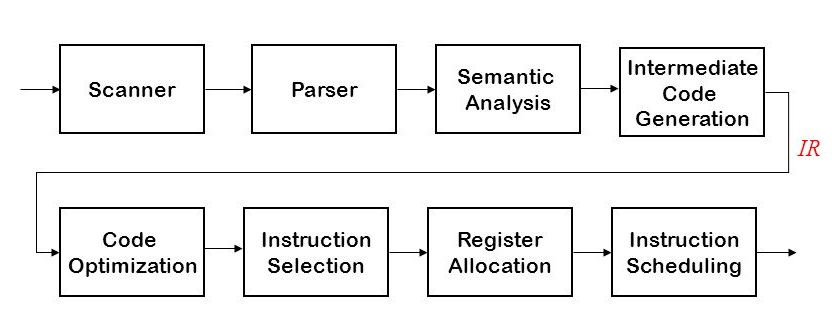 Scanner
Parser
Semantic
Analysis
Intermediate
Code
Generation
IR
Code
Optimization
Instruction
Selection
Register
Allocation
Instruction
Scheduling